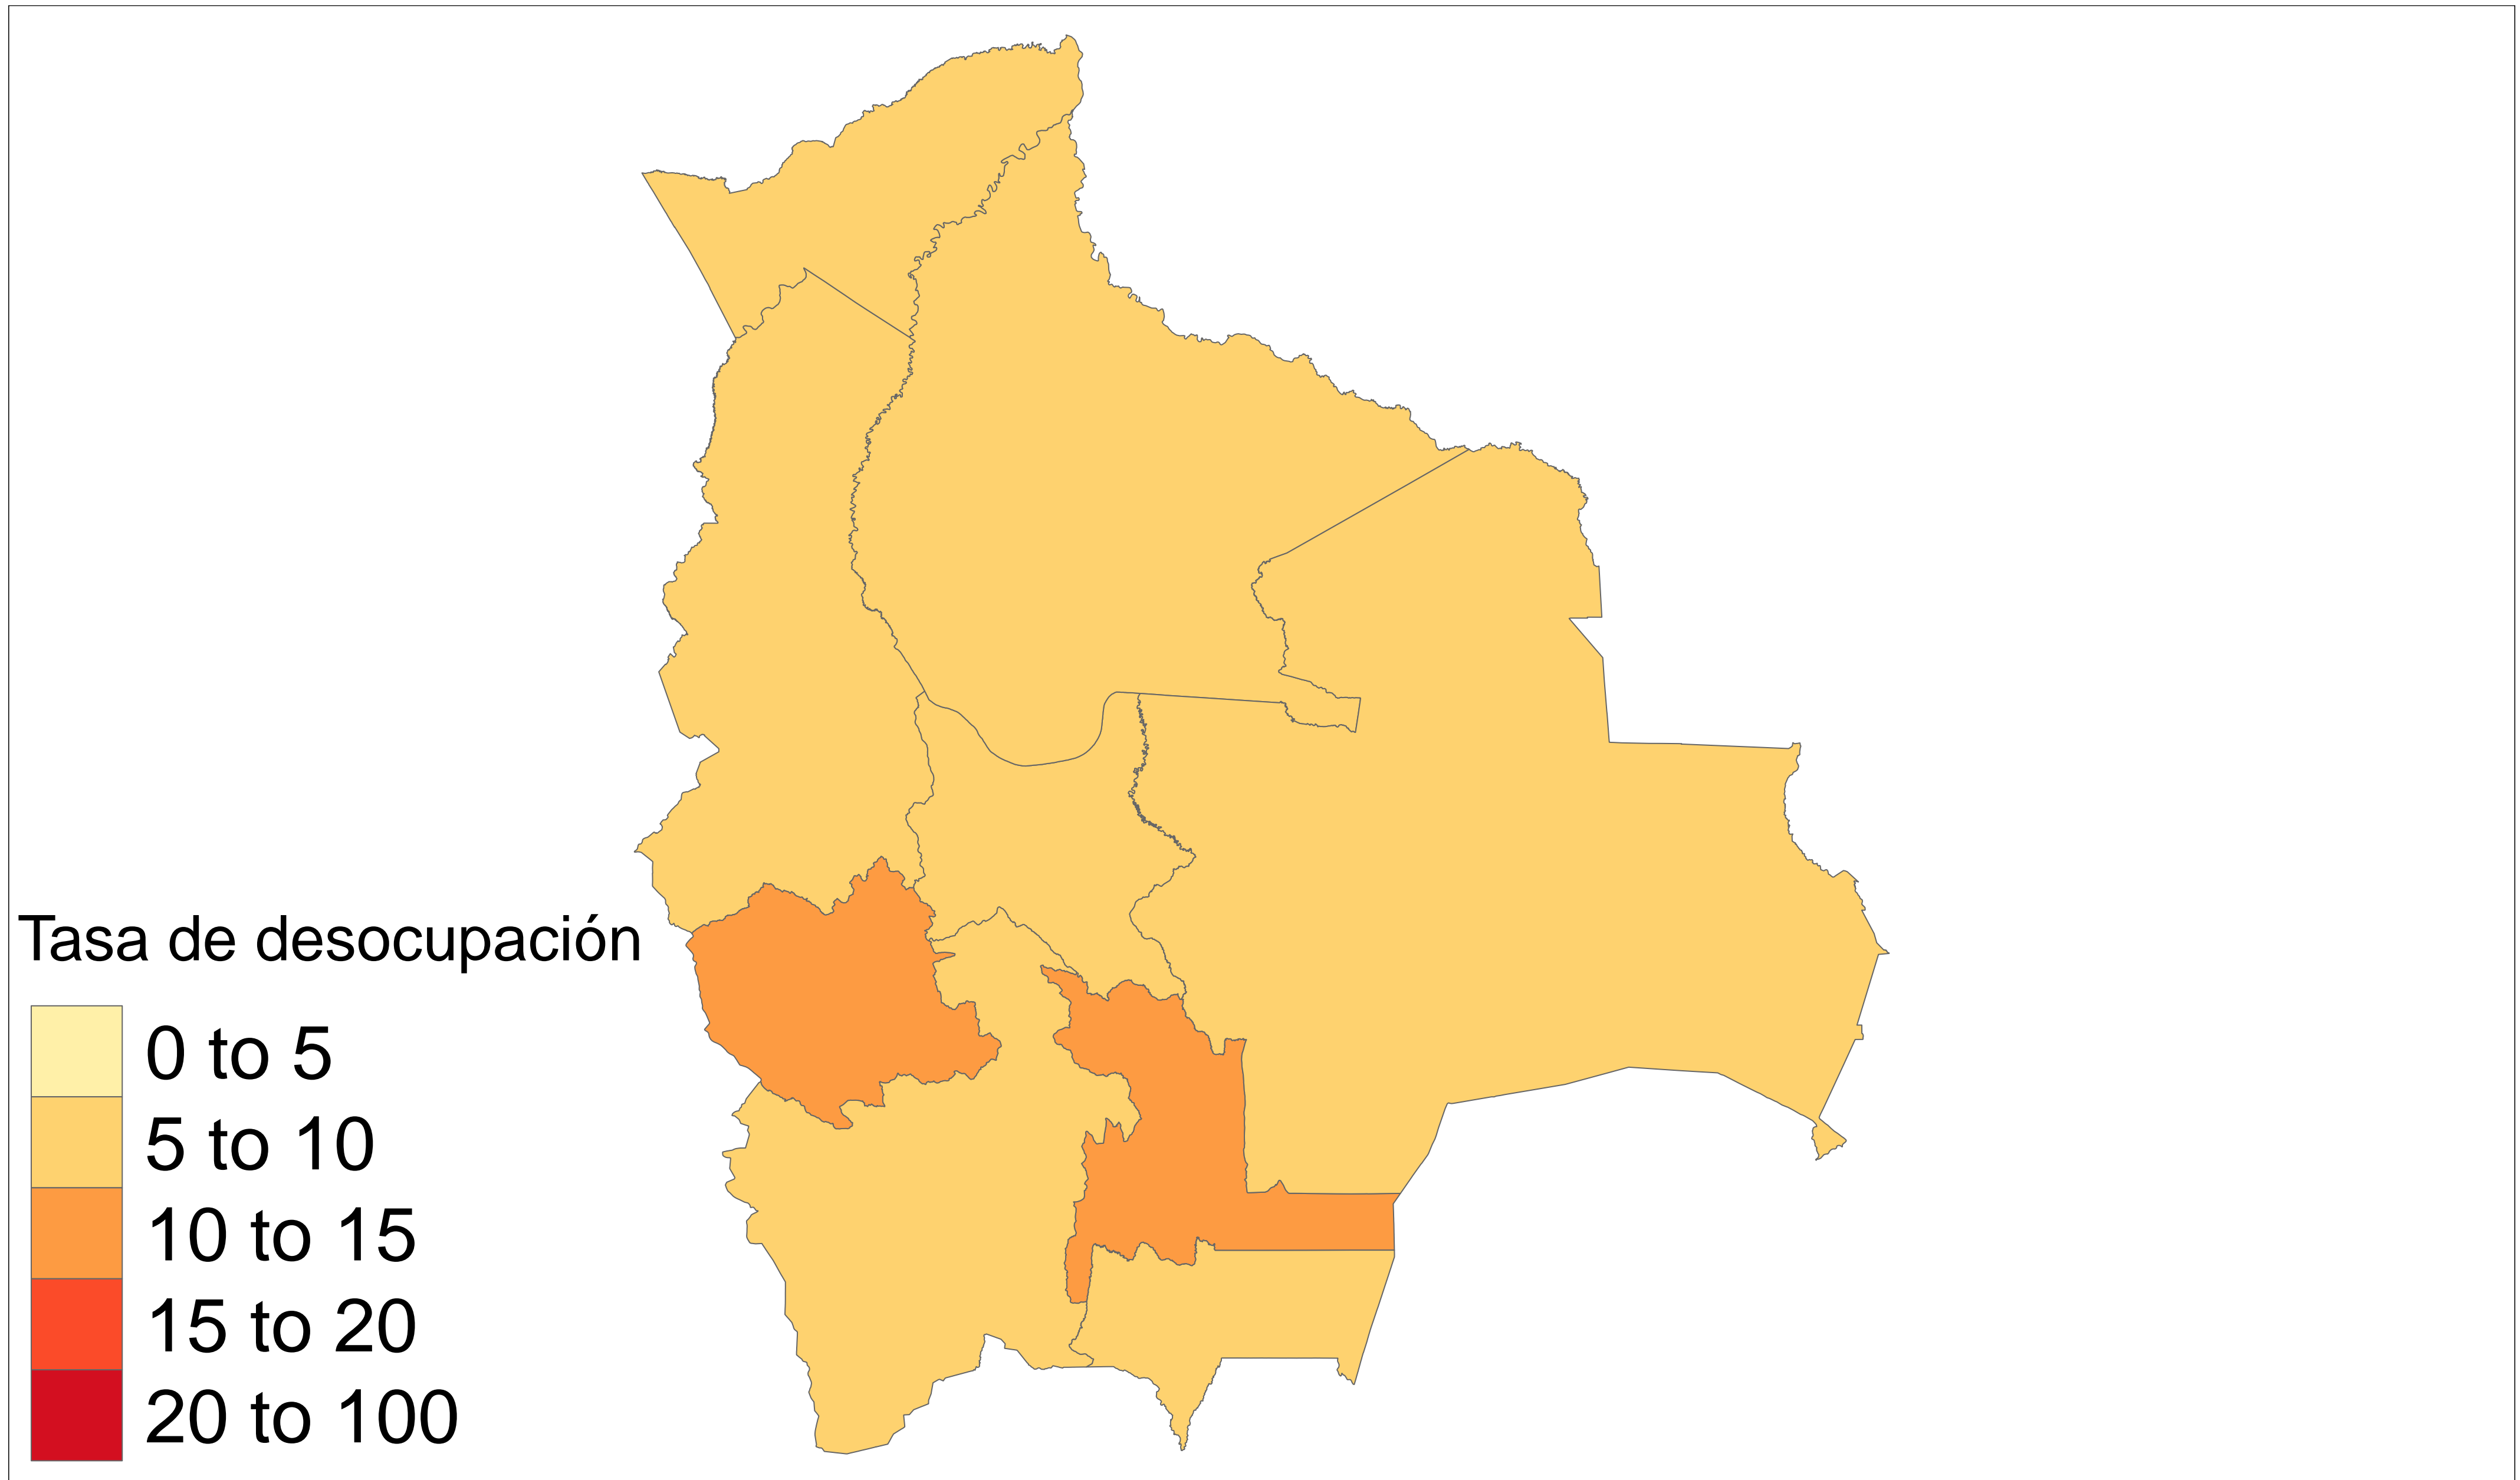 Tasa de desocupación
0 to 5
5 to 10
10 to 15
15 to 20
20 to 100